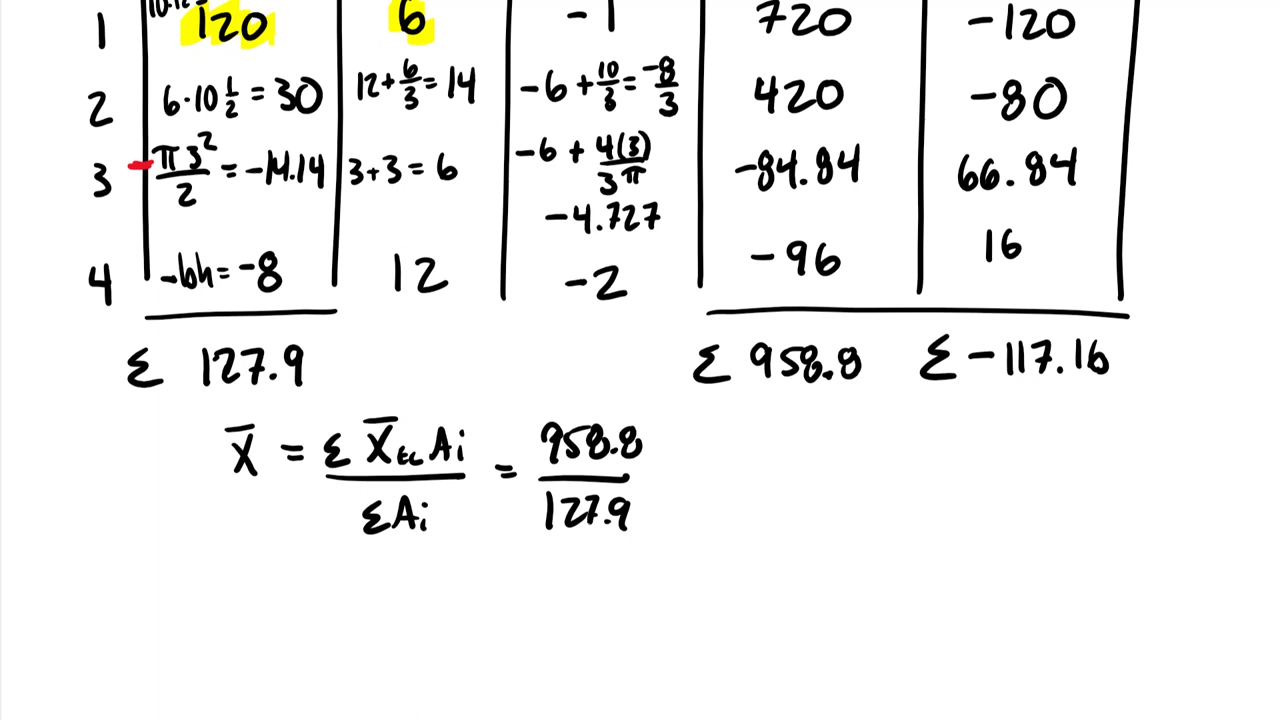 10·12=
1 120 6 -1 720 -120
2 6·10 1/2 = 30 12+6/3=14 -6+10/3=-8/3 420 -80
3 -π3²/2 = -14.14 3+3=6 -6+4(3)/3π -84.84 66.84
-4.727
4 -bh=-8 12 -2 -96 16
Σ 127.9 Σ 958.8 Σ -117.16
X̄ = Σ X̄ELAi/ΣAi = 958.8/127.9